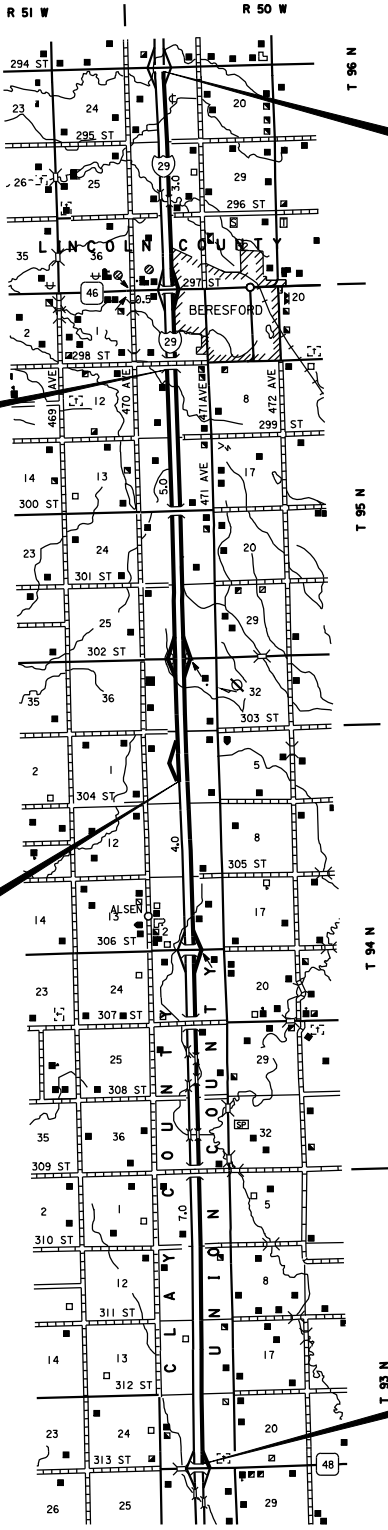 R 51 W
R 50 W
T 96 N
294 ST
23
24
20
295 ST
29
3.0
26
25
29
296 ST
LINCOLN COUNTY
35
36
297 ST
46
0.5
BERESFORD
20
2
1
298 ST
29
469 AVE
470 AVE
471 AVE
472 AVE
12
8
299 ST
14
13
5.0
471 AVE
17
300 ST
T 95 N
23
24
20
301 ST
25
29
302 ST
35
36
32
303 ST
2
1
5
304 ST
12
4.0
8
305 ST
ALSEN
14
13
17
306 ST
2
T 94 N
23
24
20
307 ST
25
29
308 ST
SP
35
36
32
309 ST
CLAY COUNTY
UNION COUNTY
2
1
7.0
5
310 ST
12
8
311 ST
14
13
17
312 ST
T 93 N
23
24
20
313 ST
48
26
25
29